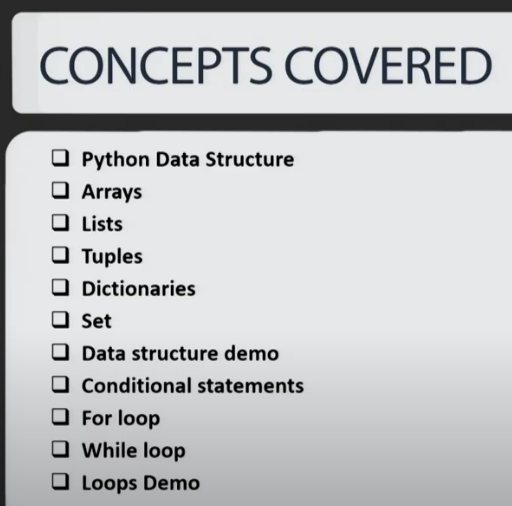 CONCEPTS COVERED
Python Data Structure
Arrays
Lists
Tuples
Dictionaries
Set
Data structure demo
Conditional statements
For loop
While loop
Loops Demo